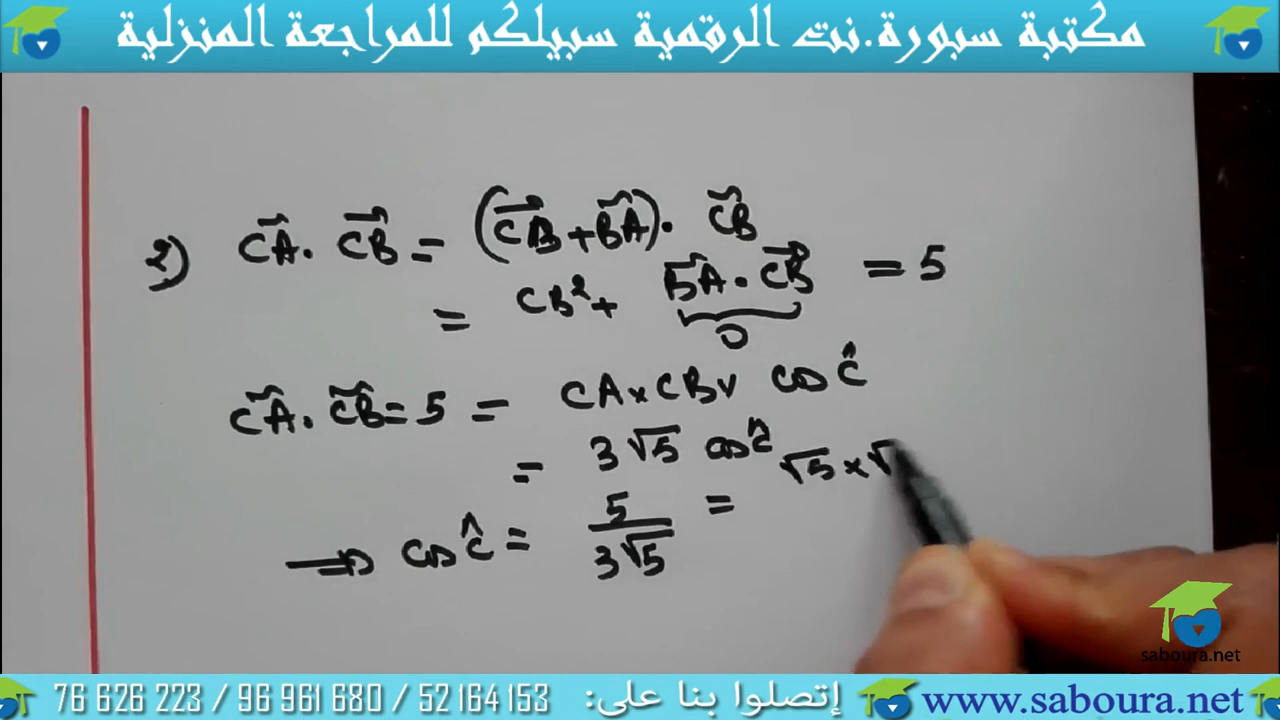 مكتبة سبورة.نت الرقمية سبيلكم للمراجعة المنزلية
2) CA⃗ . CB⃗ = (CB⃗ + BA⃗) . CB⃗
= CB² + BA⃗ . CB⃗ = 5
0
CA⃗ . CB⃗ = 5 = CA × CB × cos Ĉ
= 3√5 cos Ĉ
√5 × √
⟹ cos Ĉ = 5/3√5 =
saboura.net
76 626 223 / 96 961 680 / 52 164 153 إتصلوا بنا على: www.saboura.net